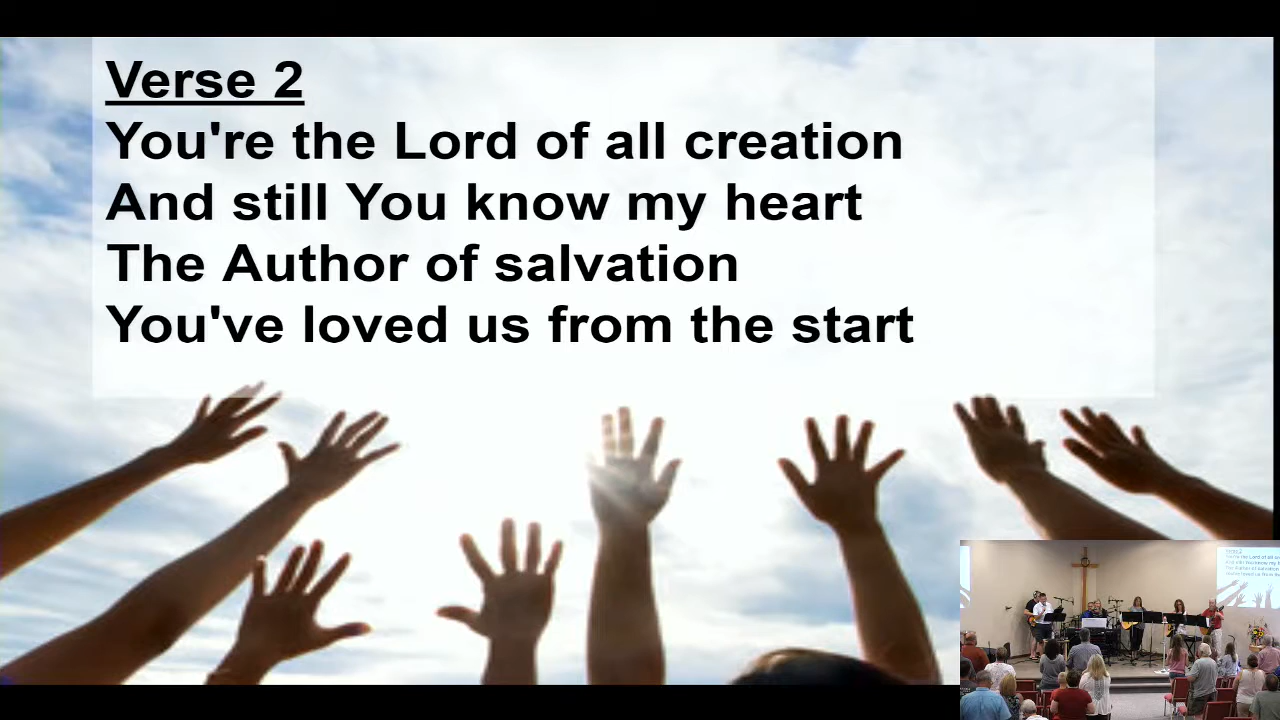 Verse 2
You're the Lord of all creation
And still You know my heart
The Author of salvation
You've loved us from the start